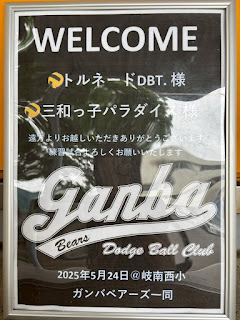 WELCOME
トルネードDBT. 様
三和っ子パラダイス 様
遠方よりお越しいただきありがとうございます
練習試合よろしくお願いいたします
Ganba
Bears
Dodge Ball Club
2025年5月24日@岐南西小
ガンバベアーズ一同